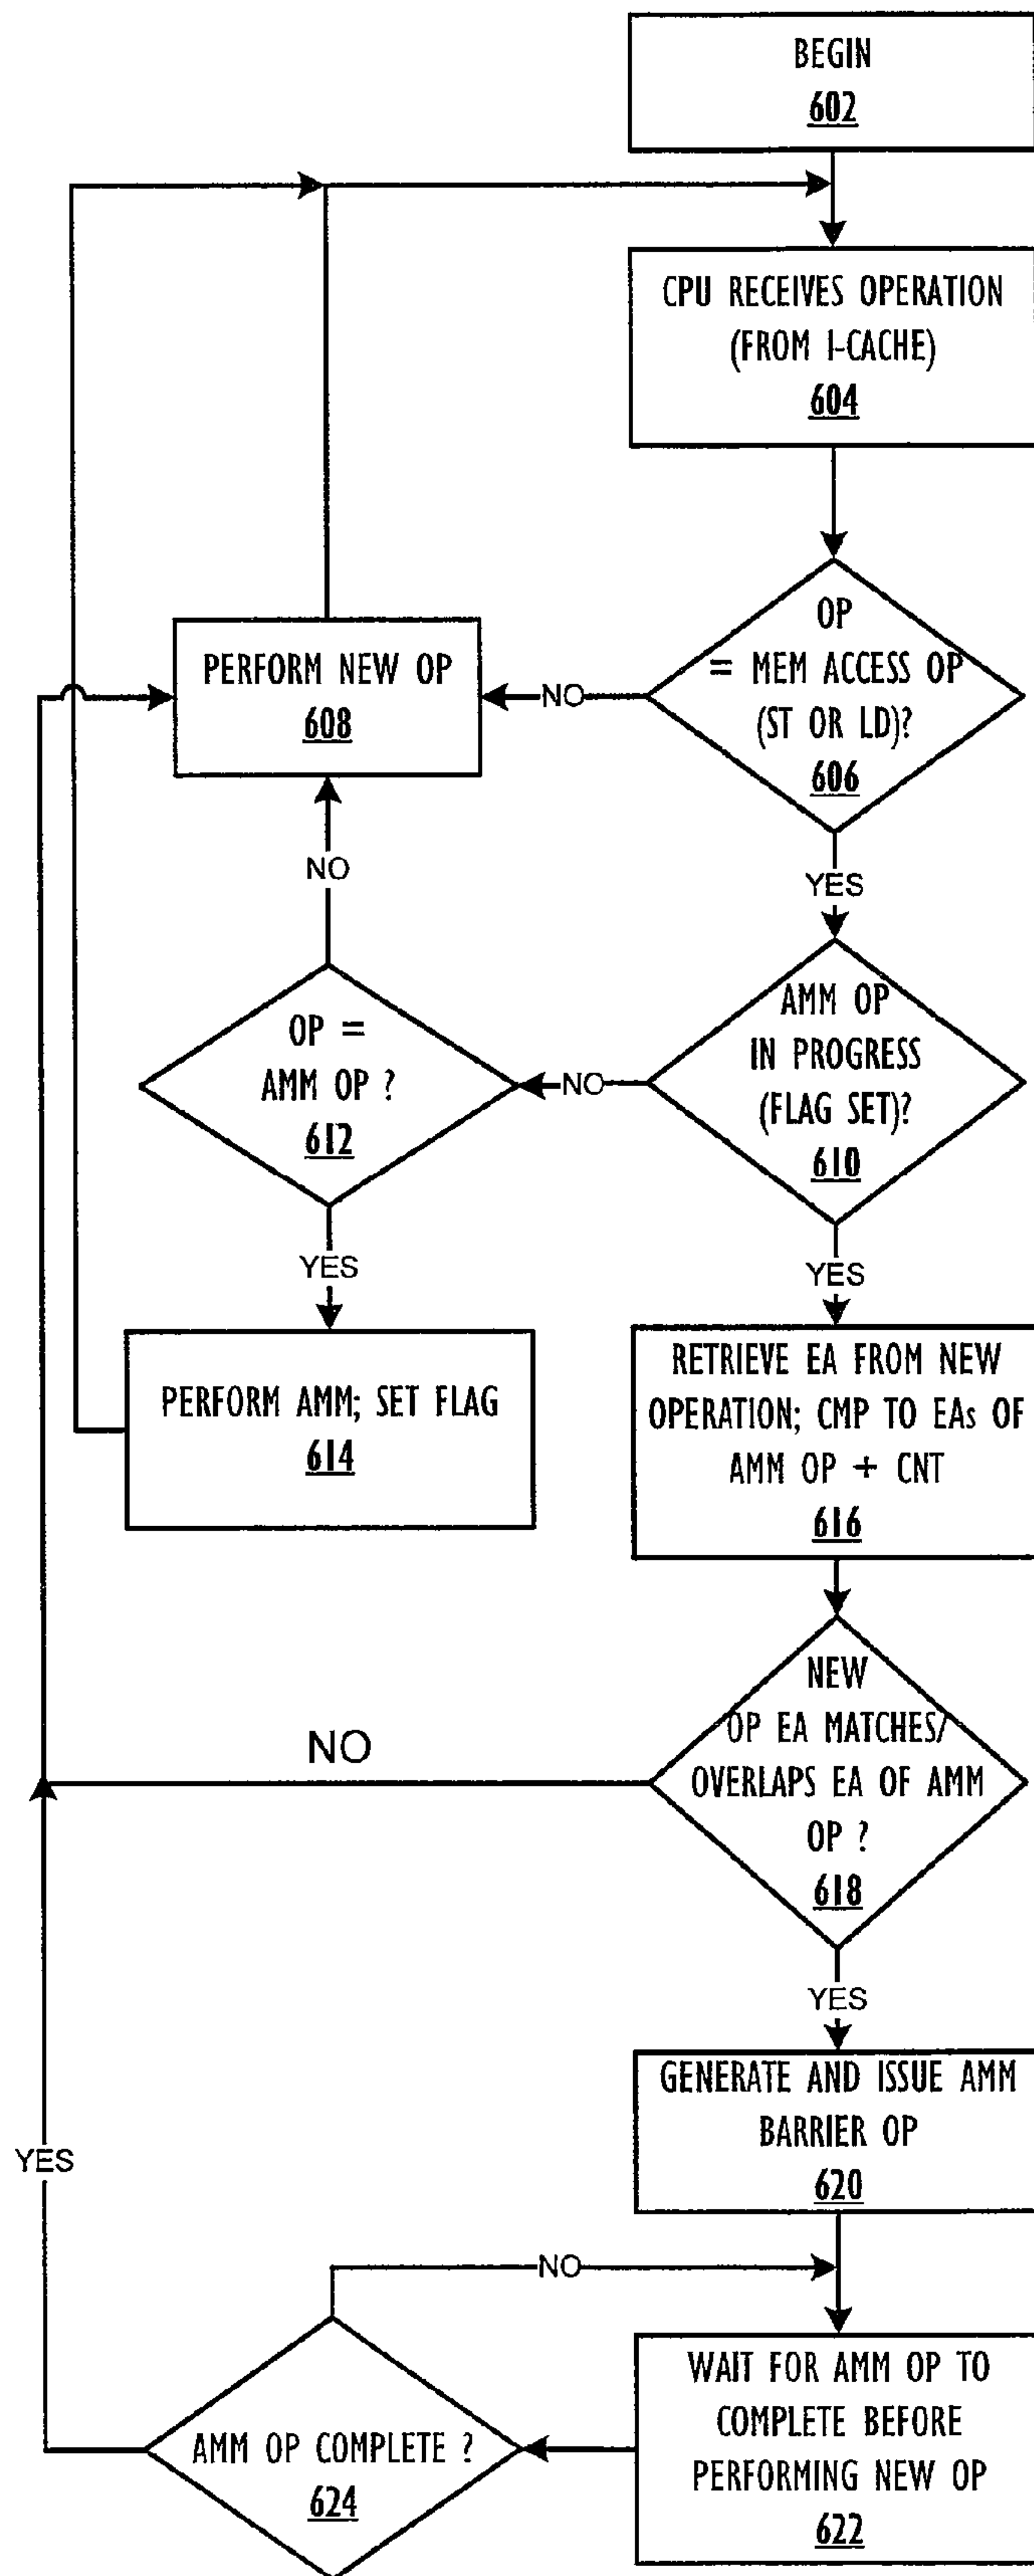 BEGIN
602
CPU RECEIVES OPERATION
(FROM I-CACHE)
604
OP
= MEM ACCESS OP
(ST OR LD)?
606
NO
PERFORM NEW OP
608
YES
NO
AMM OP
IN PROGRESS
(FLAG SET)?
610
NO
OP =
AMM OP ?
612
YES
YES
PERFORM AMM; SET FLAG
614
RETRIEVE EA FROM NEW
OPERATION; CMP TO EAs OF
AMM OP + CNT
616
NEW
OP EA MATCHES/
OVERLAPS EA OF AMM
OP ?
618
NO
YES
GENERATE AND ISSUE AMM
BARRIER OP
620
YES
NO
WAIT FOR AMM OP TO
COMPLETE BEFORE
PERFORMING NEW OP
622
AMM OP COMPLETE ?
624